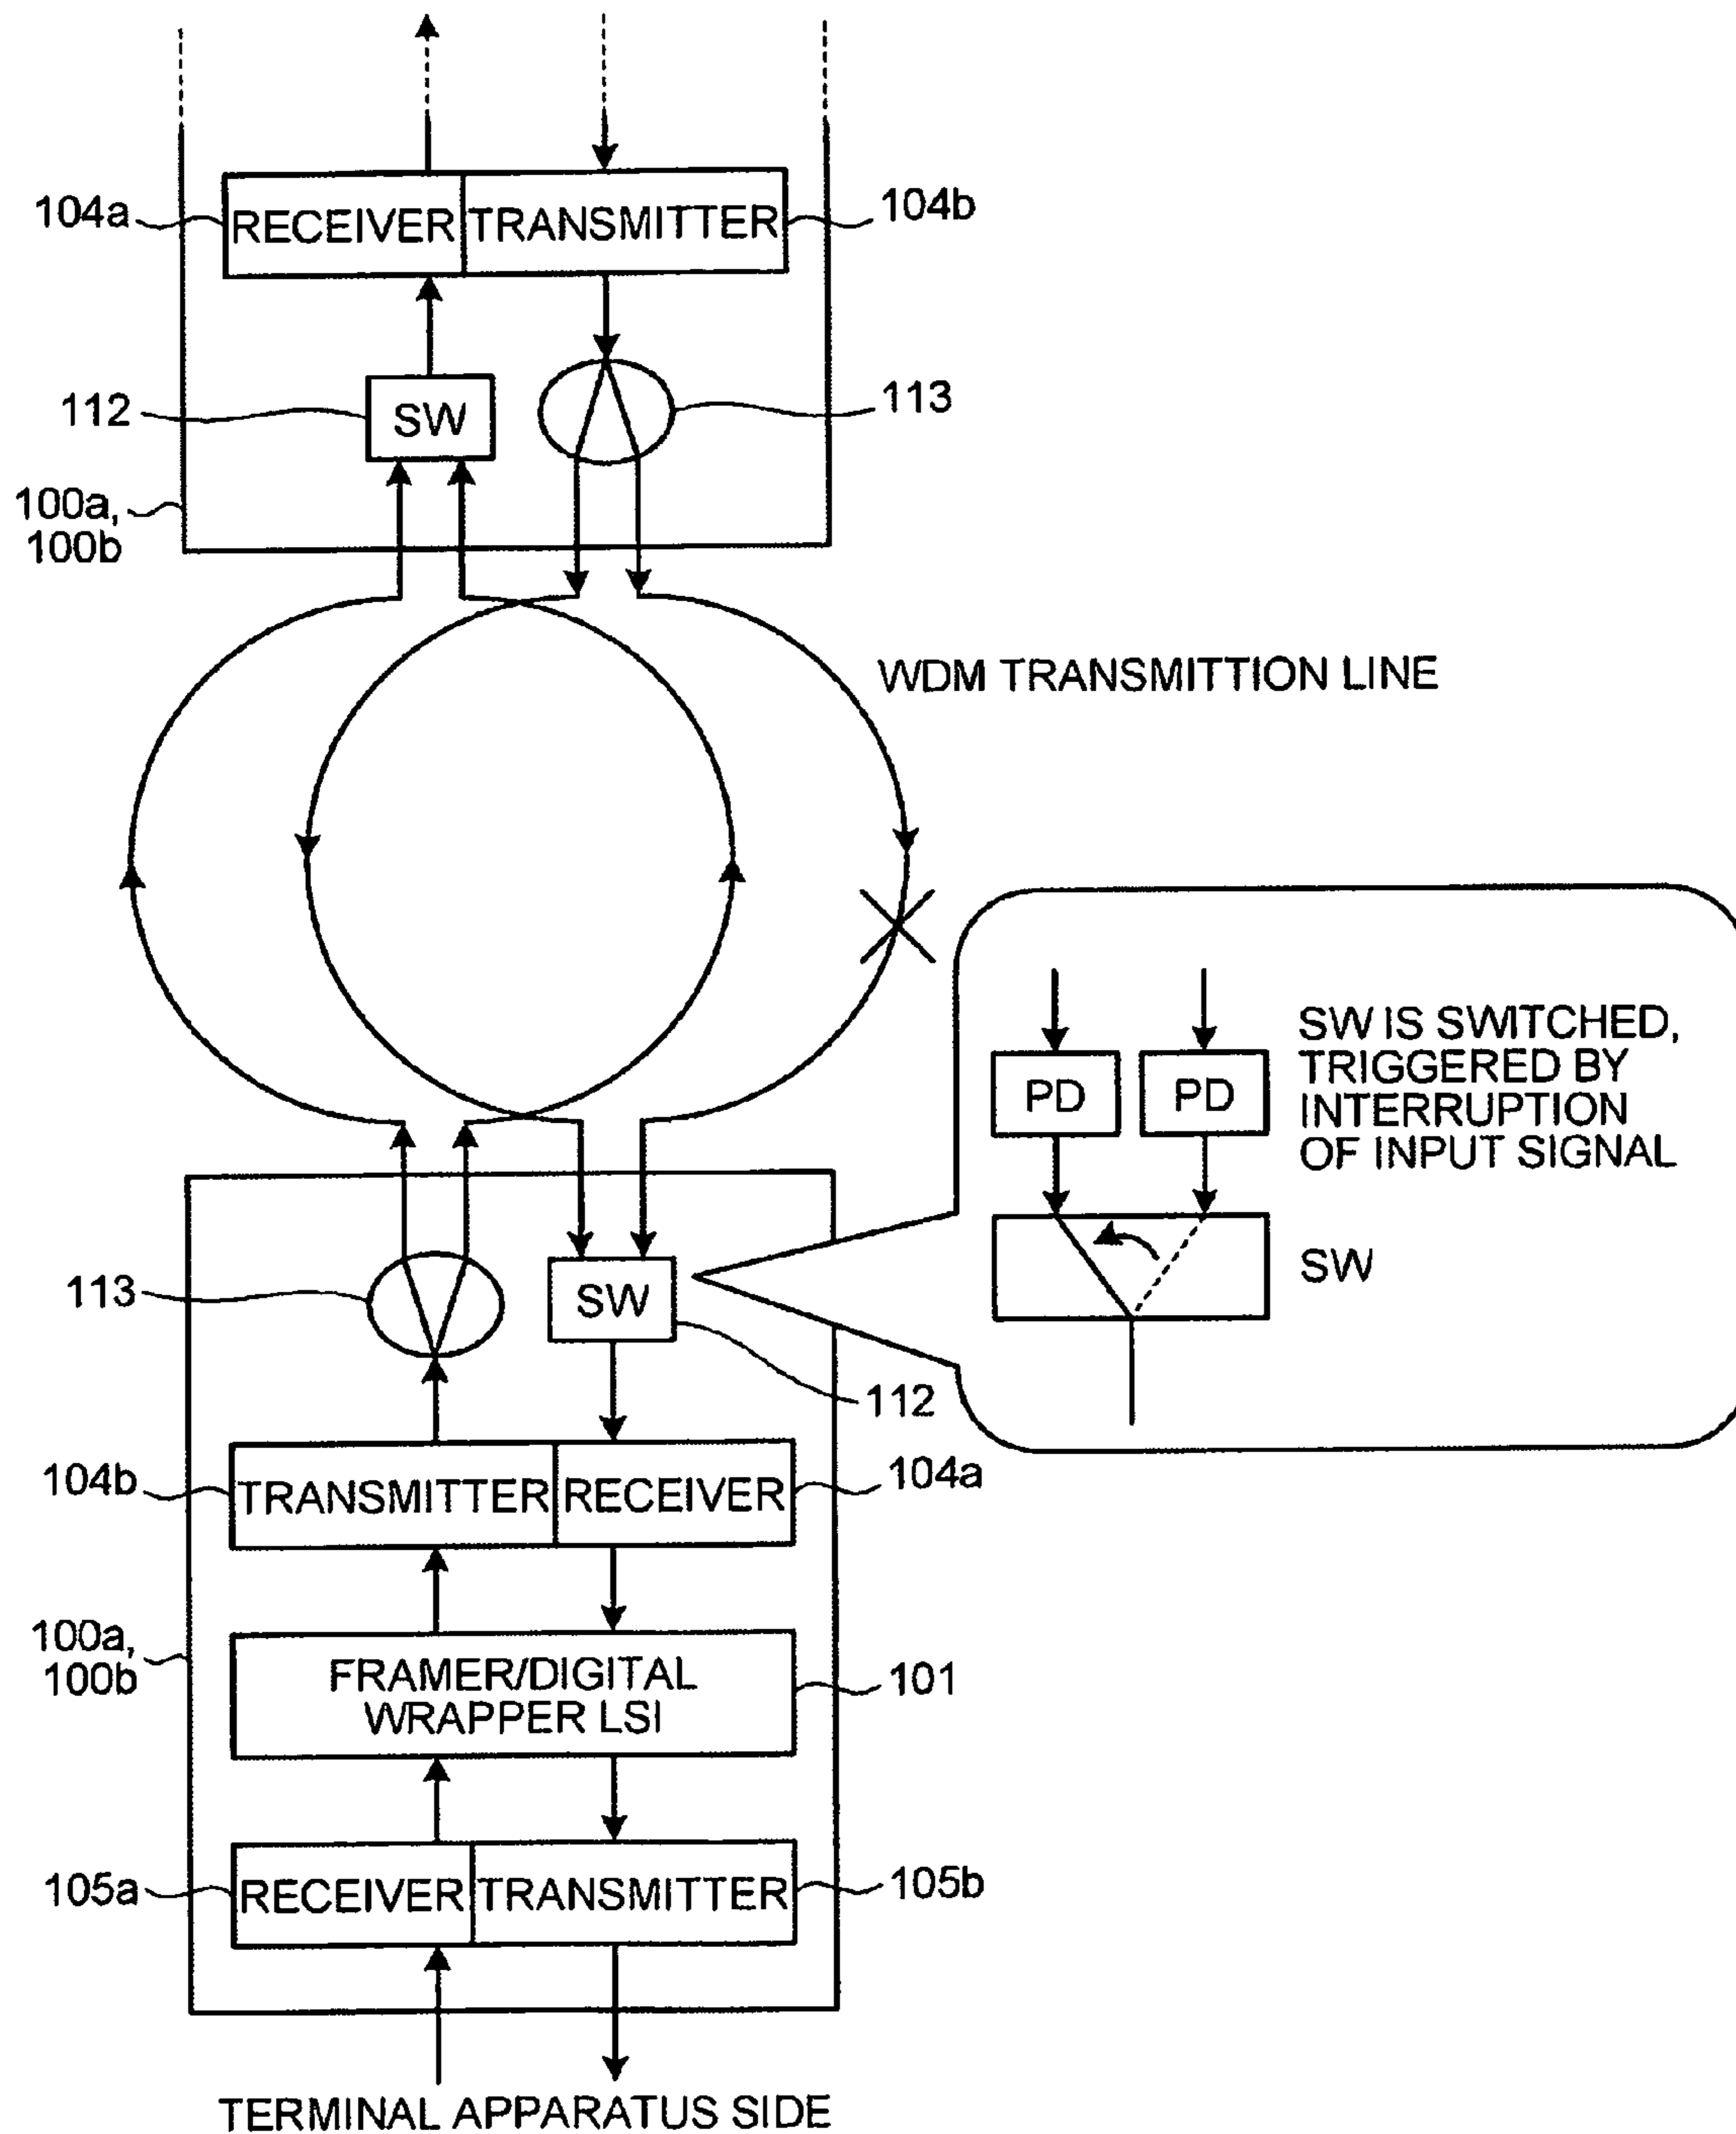 104a
RECEIVER
TRANSMITTER
104b
112
SW
113
100a,
100b
WDM TRANSMITTION LINE
PD
PD
SW IS SWITCHED,
TRIGGERED BY
INTERRUPTION
OF INPUT SIGNAL
SW
113
SW
112
104b
TRANSMITTER
RECEIVER
104a
100a,
100b
FRAMER/DIGITAL
WRAPPER LSI
101
105a
RECEIVER
TRANSMITTER
105b
TERMINAL APPARATUS SIDE